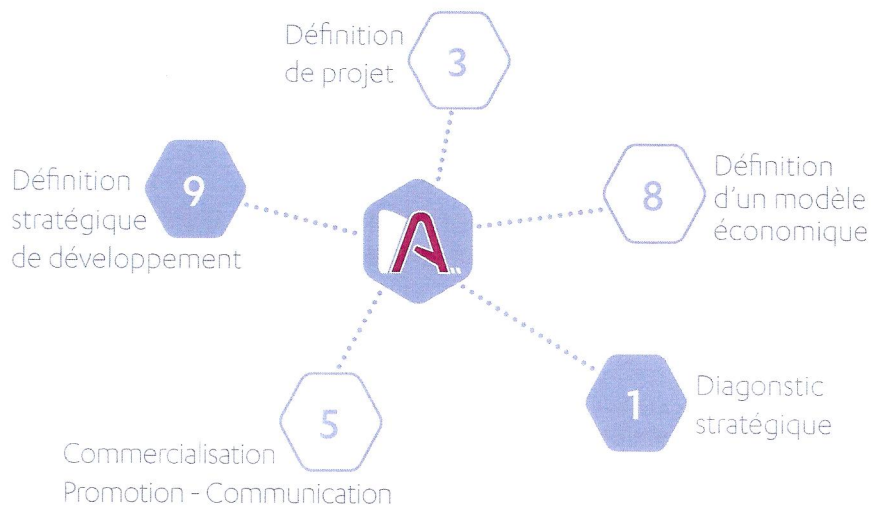 Définition
de projet
3
Définition
stratégique
de développement
9
8
Définition
d'un modèle
économique
A
1
Diagonstic
stratégique
5
Commercialisation
Promotion - Communication